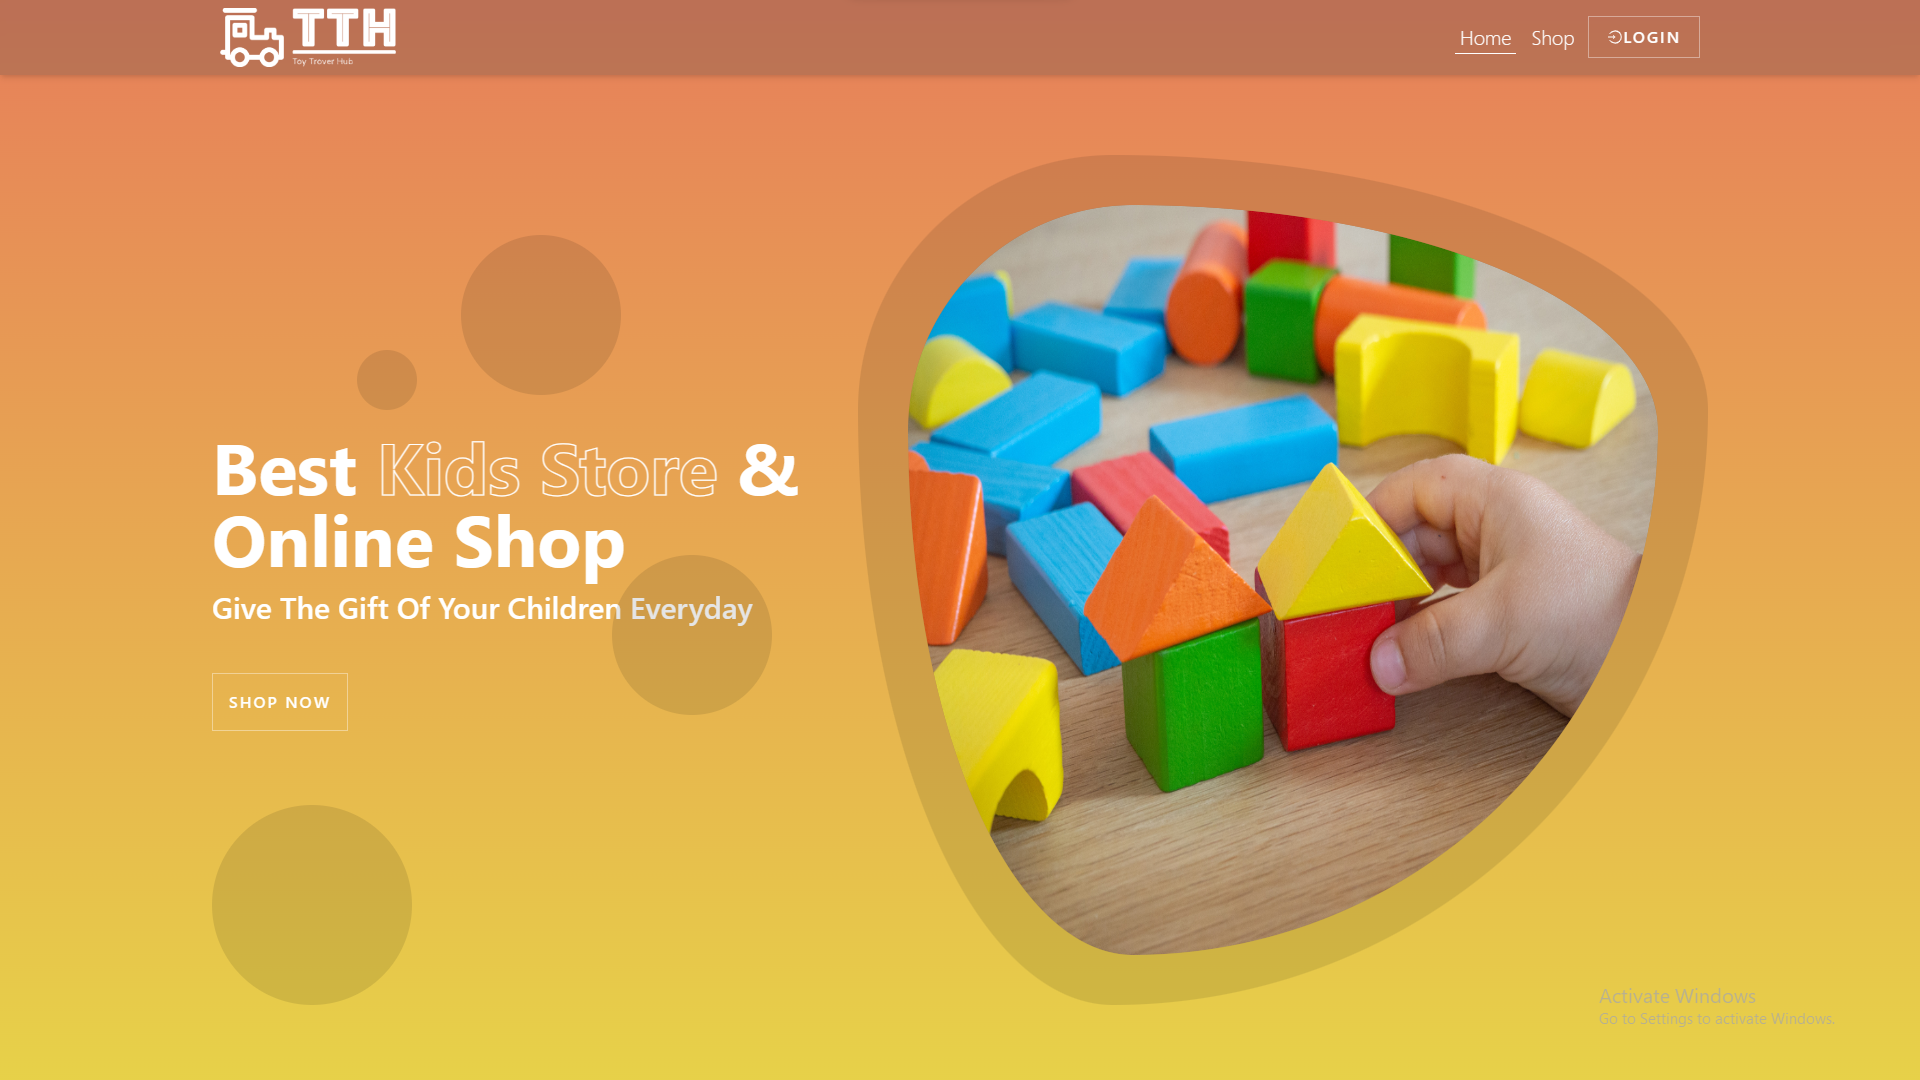 TTH
Toy Trover Hub
Home
Shop
LOGIN
Best Kids Store &
Online Shop
Give The Gift Of Your Children Everyday
SHOP NOW
Activate Windows
Go to Settings to activate Windows.